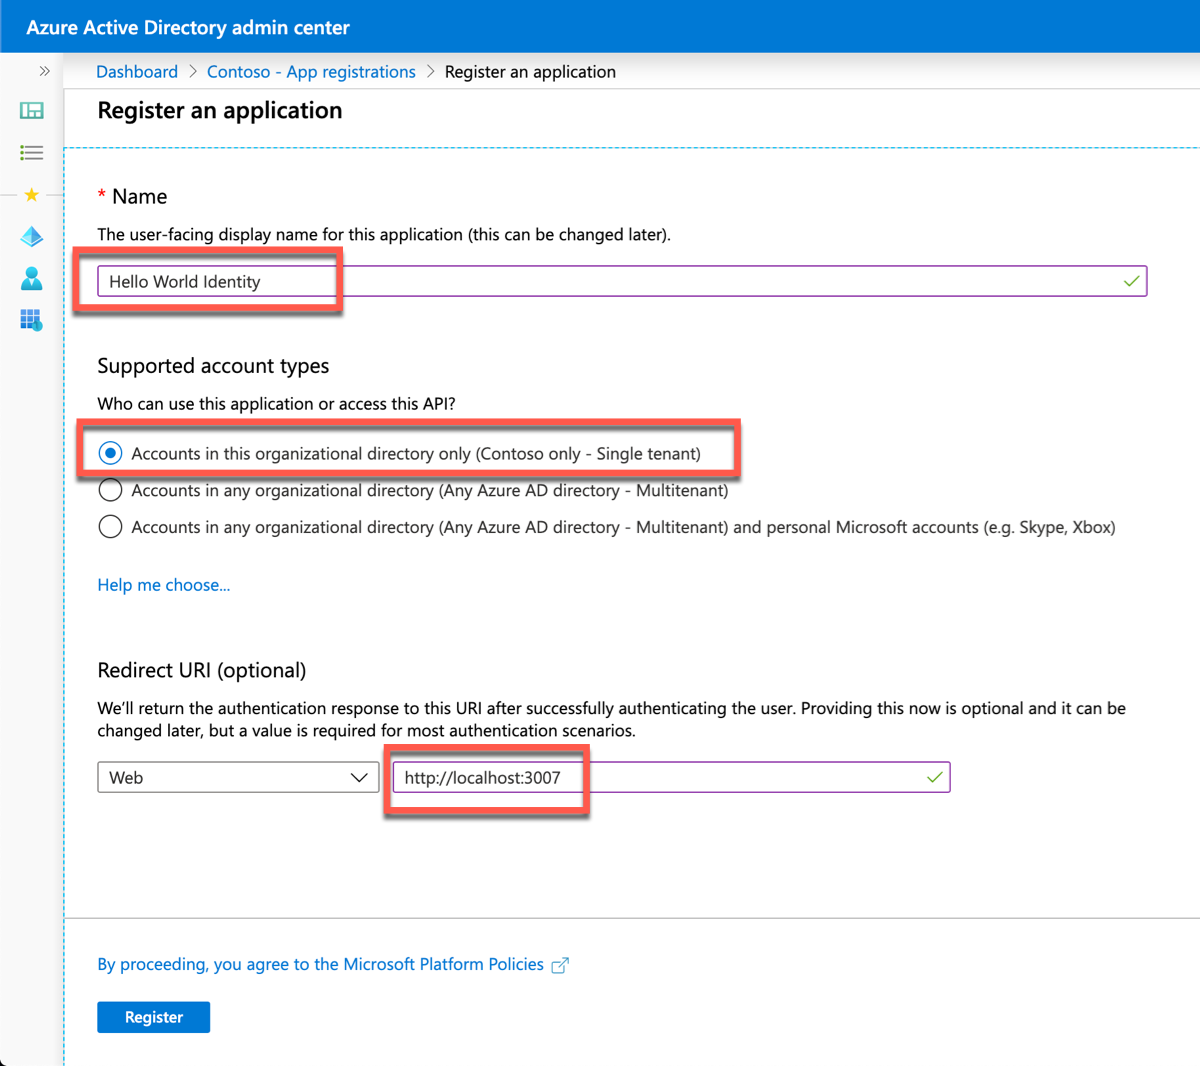 Azure Active Directory admin center
Dashboard > Contoso - App registrations > Register an application
Register an application
* Name
The user-facing display name for this application (this can be changed later).
Hello World Identity
Supported account types
Who can use this application or access this API?
Accounts in this organizational directory only (Contoso only - Single tenant)
Accounts in any organizational directory (Any Azure AD directory - Multitenant)
Accounts in any organizational directory (Any Azure AD directory - Multitenant) and personal Microsoft accounts (e.g. Skype, Xbox)
Help me choose...
Redirect URI (optional)
We'll return the authentication response to this URI after successfully authenticating the user. Providing this now is optional and it can be
changed later, but a value is required for most authentication scenarios.
Web
http://localhost:3007
By proceeding, you agree to the Microsoft Platform Policies
Register